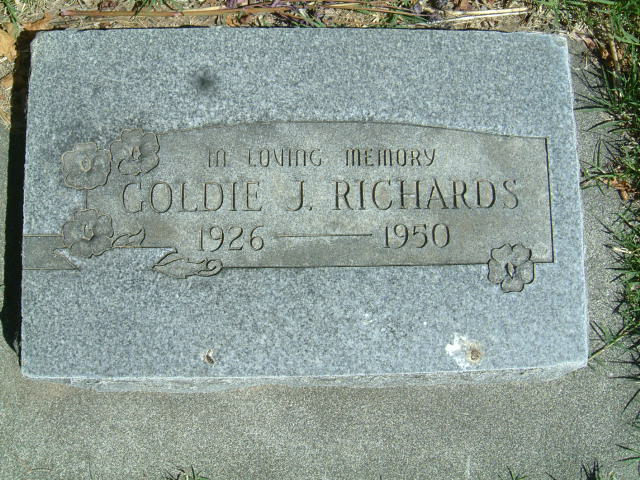 IN LOVING MEMORY
GOLDIE J. RICHARDS
1926 — 1950